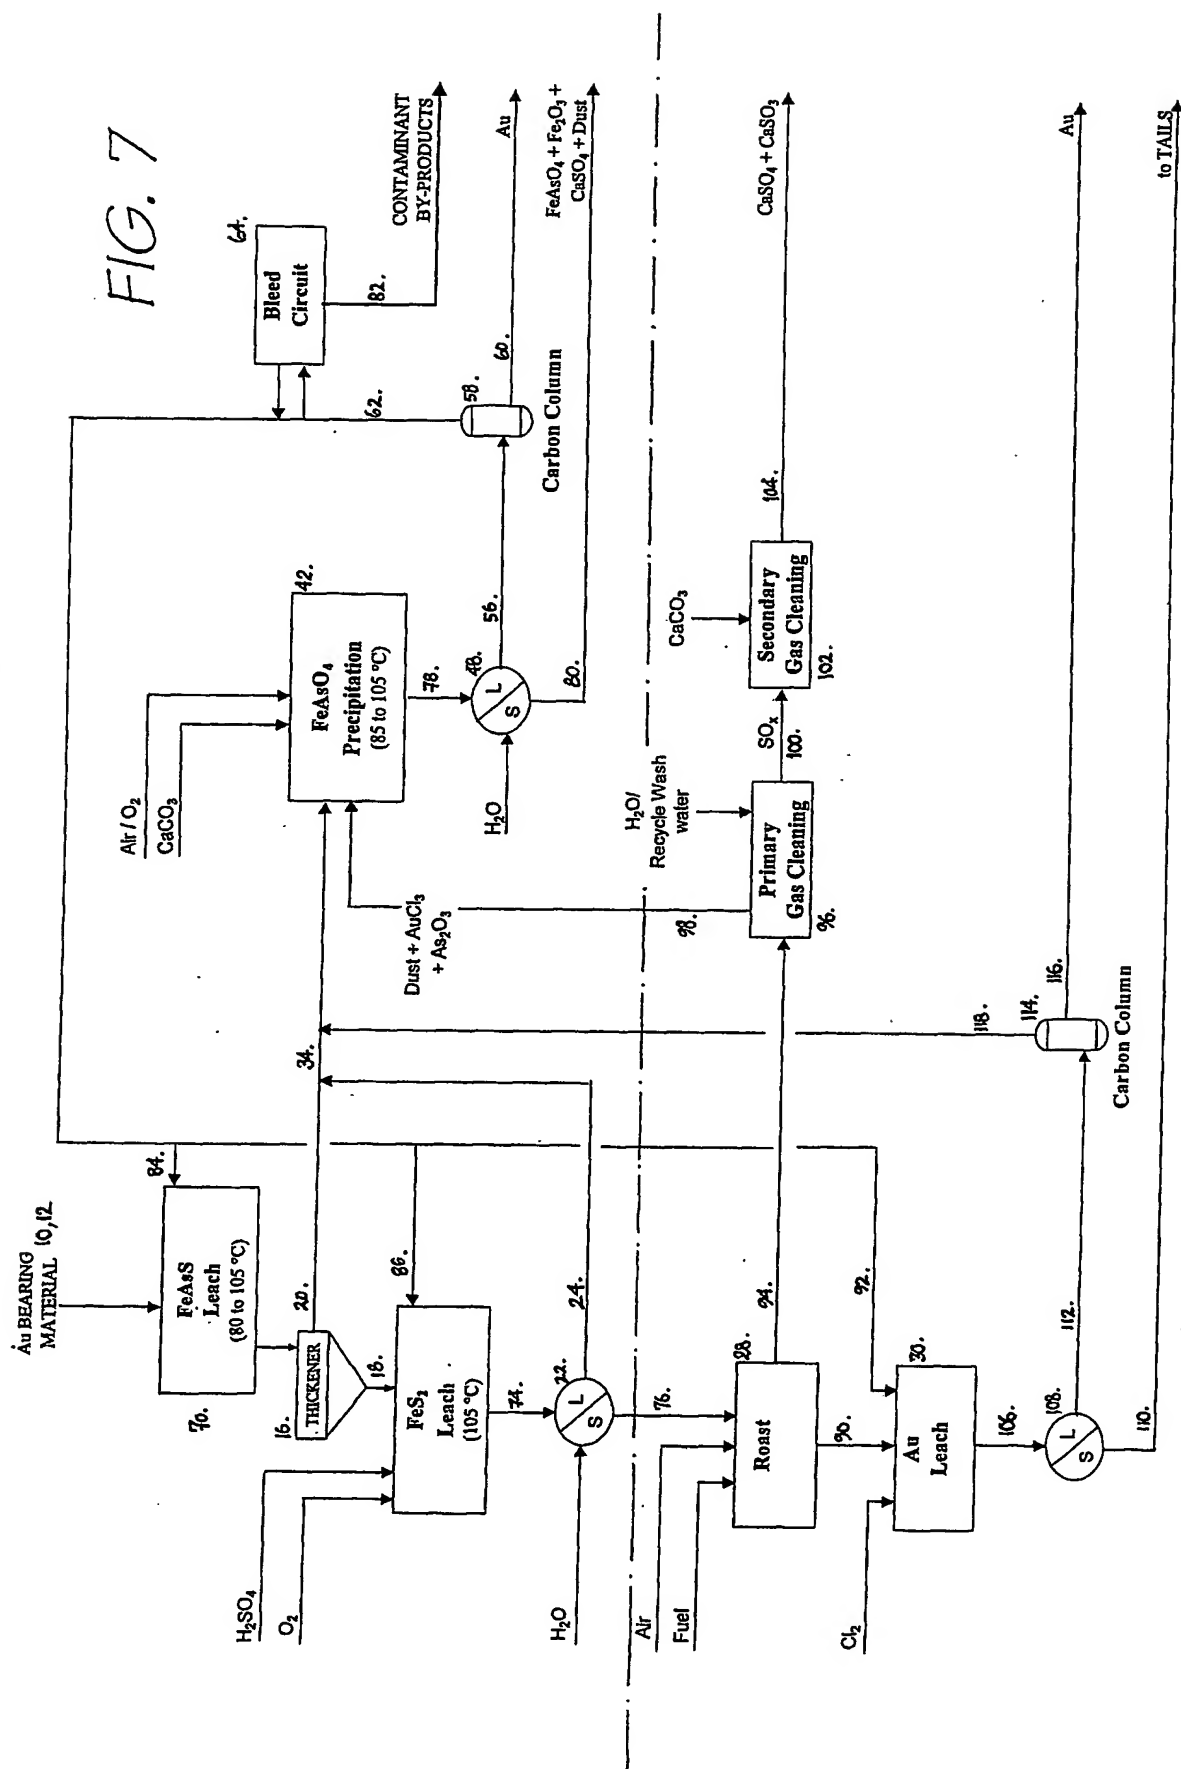 FIG. 7
Au BEARING
MATERIAL 10,12.
84.
FeAsS
Leach
(80 to 105 °C)
70.
16.
THICKENER
20.
34.
18.
H₂SO₄
O₂
86.
FeS₂
Leach
(105 °C)
74.
22.
L
S
24.
H₂O
76.
Air / O₂
CaCO₃
42.
FeAsO₄
Precipitation
(85 to 105 °C)
78.
48.
L
S
H₂O
56.
80.
58.
Carbon Column
60.
Au
62.
64.
Bleed
Circuit
82.
CONTAMINANT
BY-PRODUCTS
FeAsO₄ + Fe₂O₃ +
CaSO₄ + Dust
Dust + AuCl₃
+ As₂O₃
98.
Air
Fuel
28.
Roast
90.
94.
H₂O/
Recycle Wash
water
Primary
Gas Cleaning
96.
SOₓ
100.
CaCO₃
Secondary
Gas Cleaning
102.
104.
CaSO₄ + CaSO₃
92.
Cl₂
30.
Au
Leach
106.
108.
L
S
110.
112.
114.
118.
116.
Carbon Column
Au
to TAILS